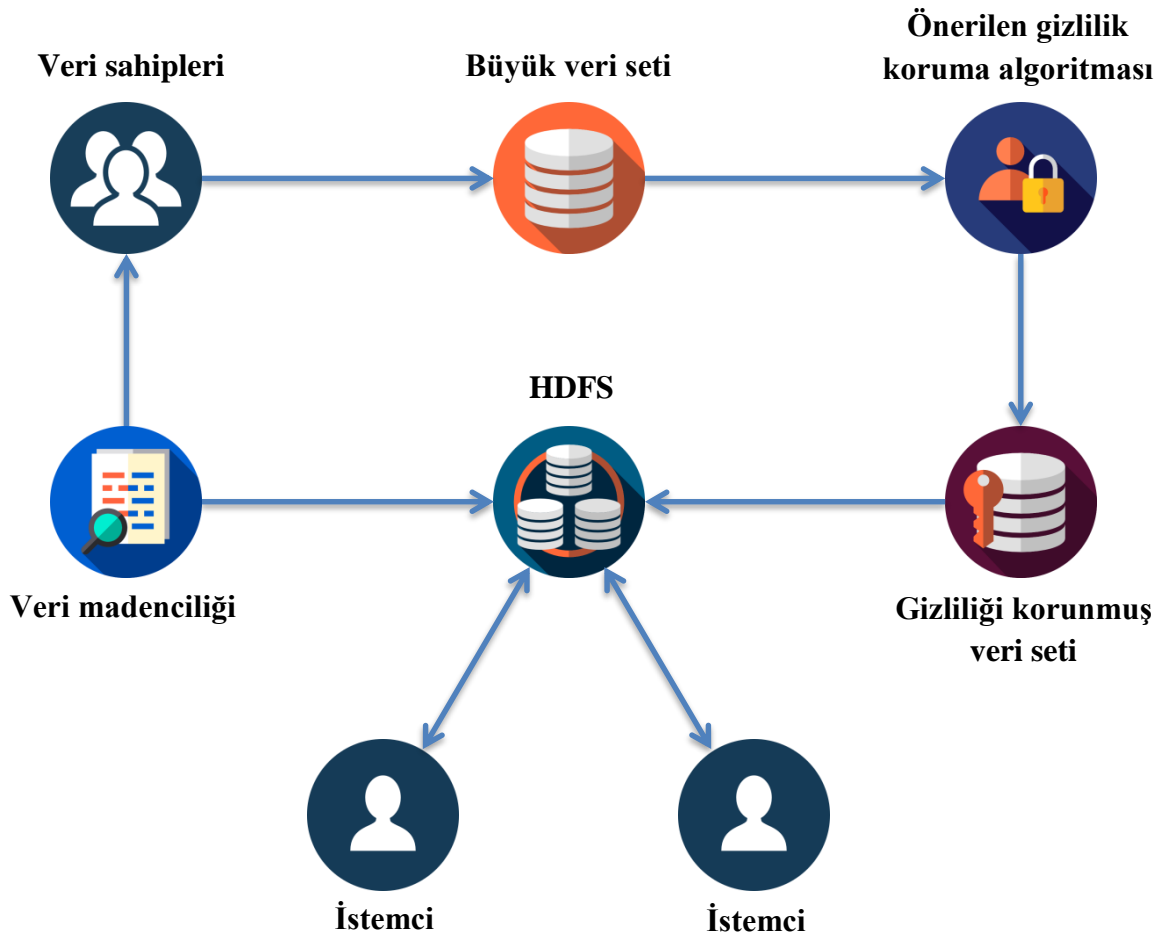 Veri sahipleri
Büyük veri seti
Önerilen gizlilik
koruma algoritması
HDFS
Veri madenciliği
Gizliliği korunmuş
veri seti
İstemci
İstemci